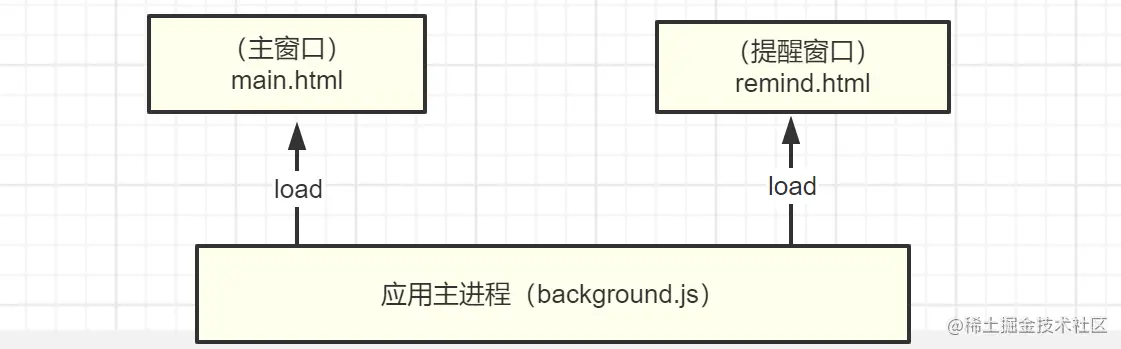 （主窗口）
main.html
（提醒窗口）
remind.html
load
load
应用主进程（background.js）
@稀土掘金技术社区